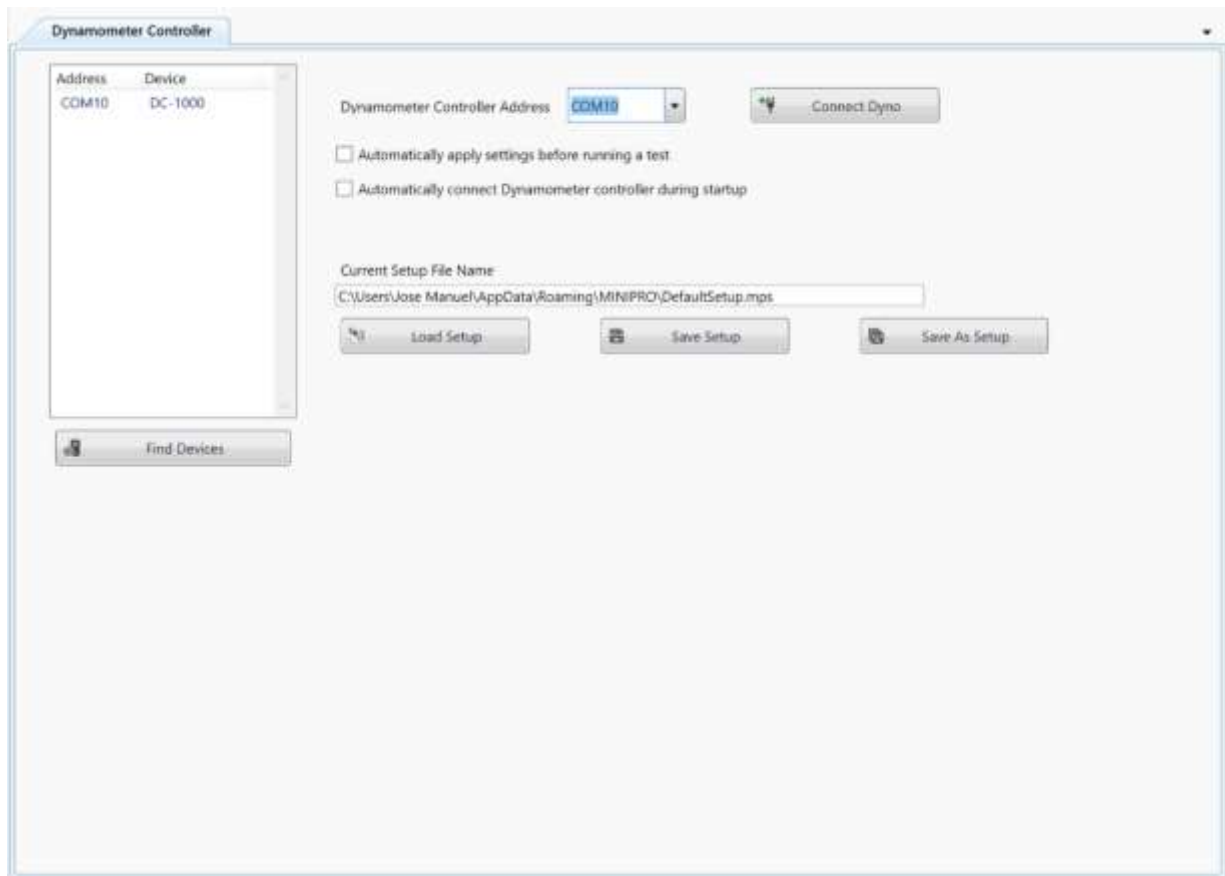 Dynamometer Controller
Address Device
COM10 DC-1000
Dynamometer Controller Address COM10 Connect Dyno
Automatically apply settings before running a test
Automatically connect Dynamometer controller during startup
Current Setup File Name
C:\Users\Jose Manuel\AppData\Roaming\MINIPRO\DefaultSetup.mps
Load Setup Save Setup Save As Setup
Find Devices